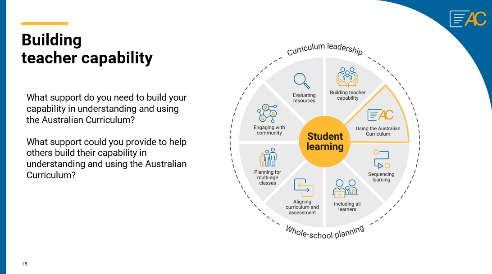 AC
Building
teacher capability
What support do you need to build your
capability in understanding and using
the Australian Curriculum?
What support could you provide to help
others build their capability in
understanding and using the Australian
Curriculum?
Curriculum leadership
Evaluating
resources
Building teacher
capability
Engaging with
community
AC
Using the Australian
Curriculum
Student
learning
Planning for
multi-age
classes
Sequencing
learning
Aligning
curriculum and
assessment
Including all
learners
Whole-school planning